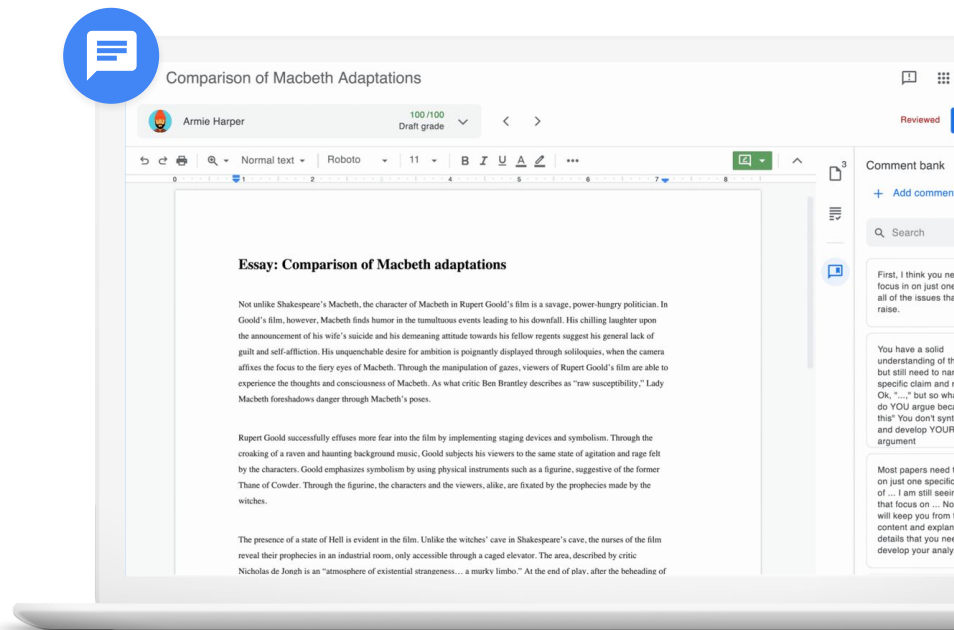 Comparison of Macbeth Adaptations
Armie Harper
100/100
Draft grade
Reviewed
Normal text
Roboto
11
B I U A
0 1 2 3 4 5 6 7 8
3
Comment bank
Add commen
Search
First, I think you ne
focus in on just one
all of the issues tha
raise.
You have a solid
understanding of th
but still need to nar
specific claim and r
Ok, "...," but so wha
do YOU argue beca
this" You don't synt
and develop YOUR
argument
Most papers need t
on just one specific
of ... I am still seein
that focus on ... No
will keep you from t
content and explan
details that you nee
develop your analy
Essay: Comparison of Macbeth adaptations
Not unlike Shakespeare's Macbeth, the character of Macbeth in Rupert Goold's film is a savage, power-hungry politician. In
Goold's film, however, Macbeth finds humor in the tumultuous events leading to his downfall. His chilling laughter upon
the announcement of his wife's suicide and his demeaning attitude towards his fellow regents suggest his general lack of
guilt and self-affliction. His unquenchable desire for ambition is poignantly displayed through soliloquies, when the camera
affixes the focus to the fiery eyes of Macbeth. Through the manipulation of gazes, viewers of Rupert Goold's film are able to
experience the thoughts and consciousness of Macbeth. As what critic Ben Brantley describes as "raw susceptibility," Lady
Macbeth foreshadows danger through Macbeth's poses.
Rupert Goold successfully effuses more fear into the film by implementing staging devices and symbolism. Through the
croaking of a raven and haunting background music, Goold subjects his viewers to the same state of agitation and rage felt
by the characters. Goold emphasizes symbolism by using physical instruments such as a figurine, suggestive of the former
Thane of Cowder. Through the figurine, the characters and the viewers, alike, are fixated by the prophecies made by the
witches.
The presence of a state of Hell is evident in the film. Unlike the witches' cave in Shakespeare's cave, the nurses of the film
reveal their prophecies in an industrial room, only accessible through a caged elevator. The area, described by critic
Nicholas de Jongh is an "atmosphere of existential strangeness… a murky limbo." At the end of play, after the beheading of